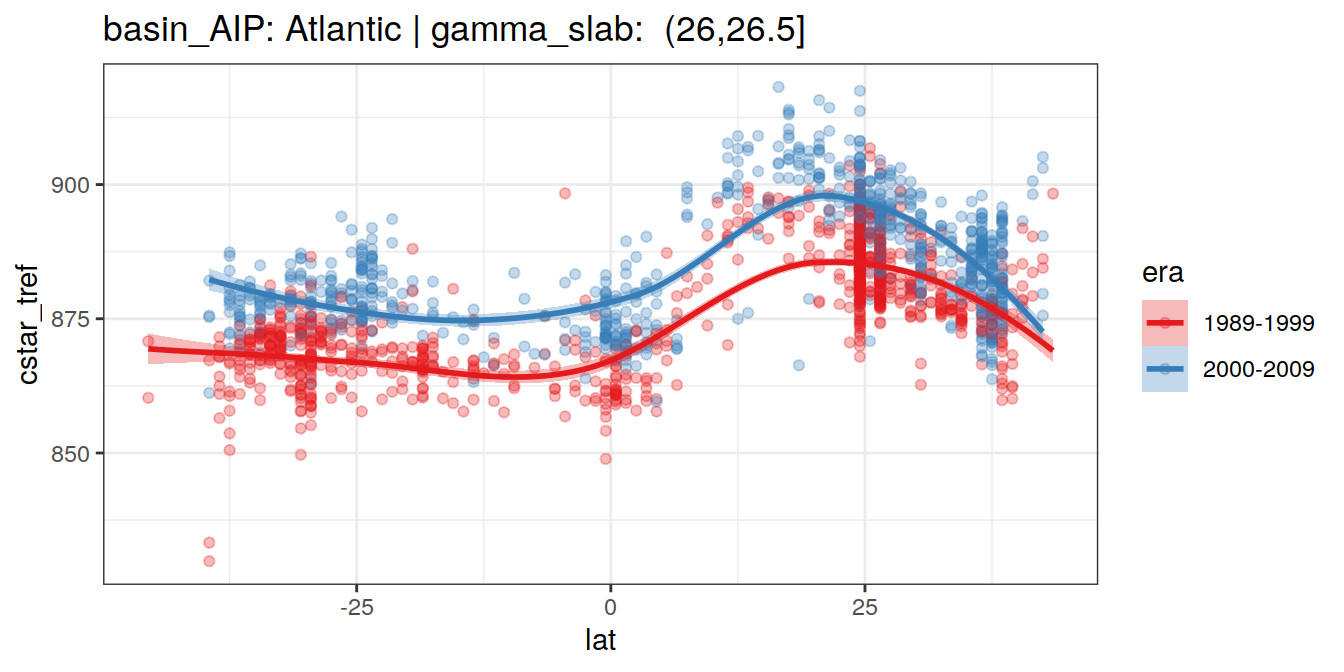 basin_AIP: Atlantic | gamma_slab:  (26,26.5]
cstar_tref
900
875
850
-25
0
25
lat
era
1989-1999
2000-2009